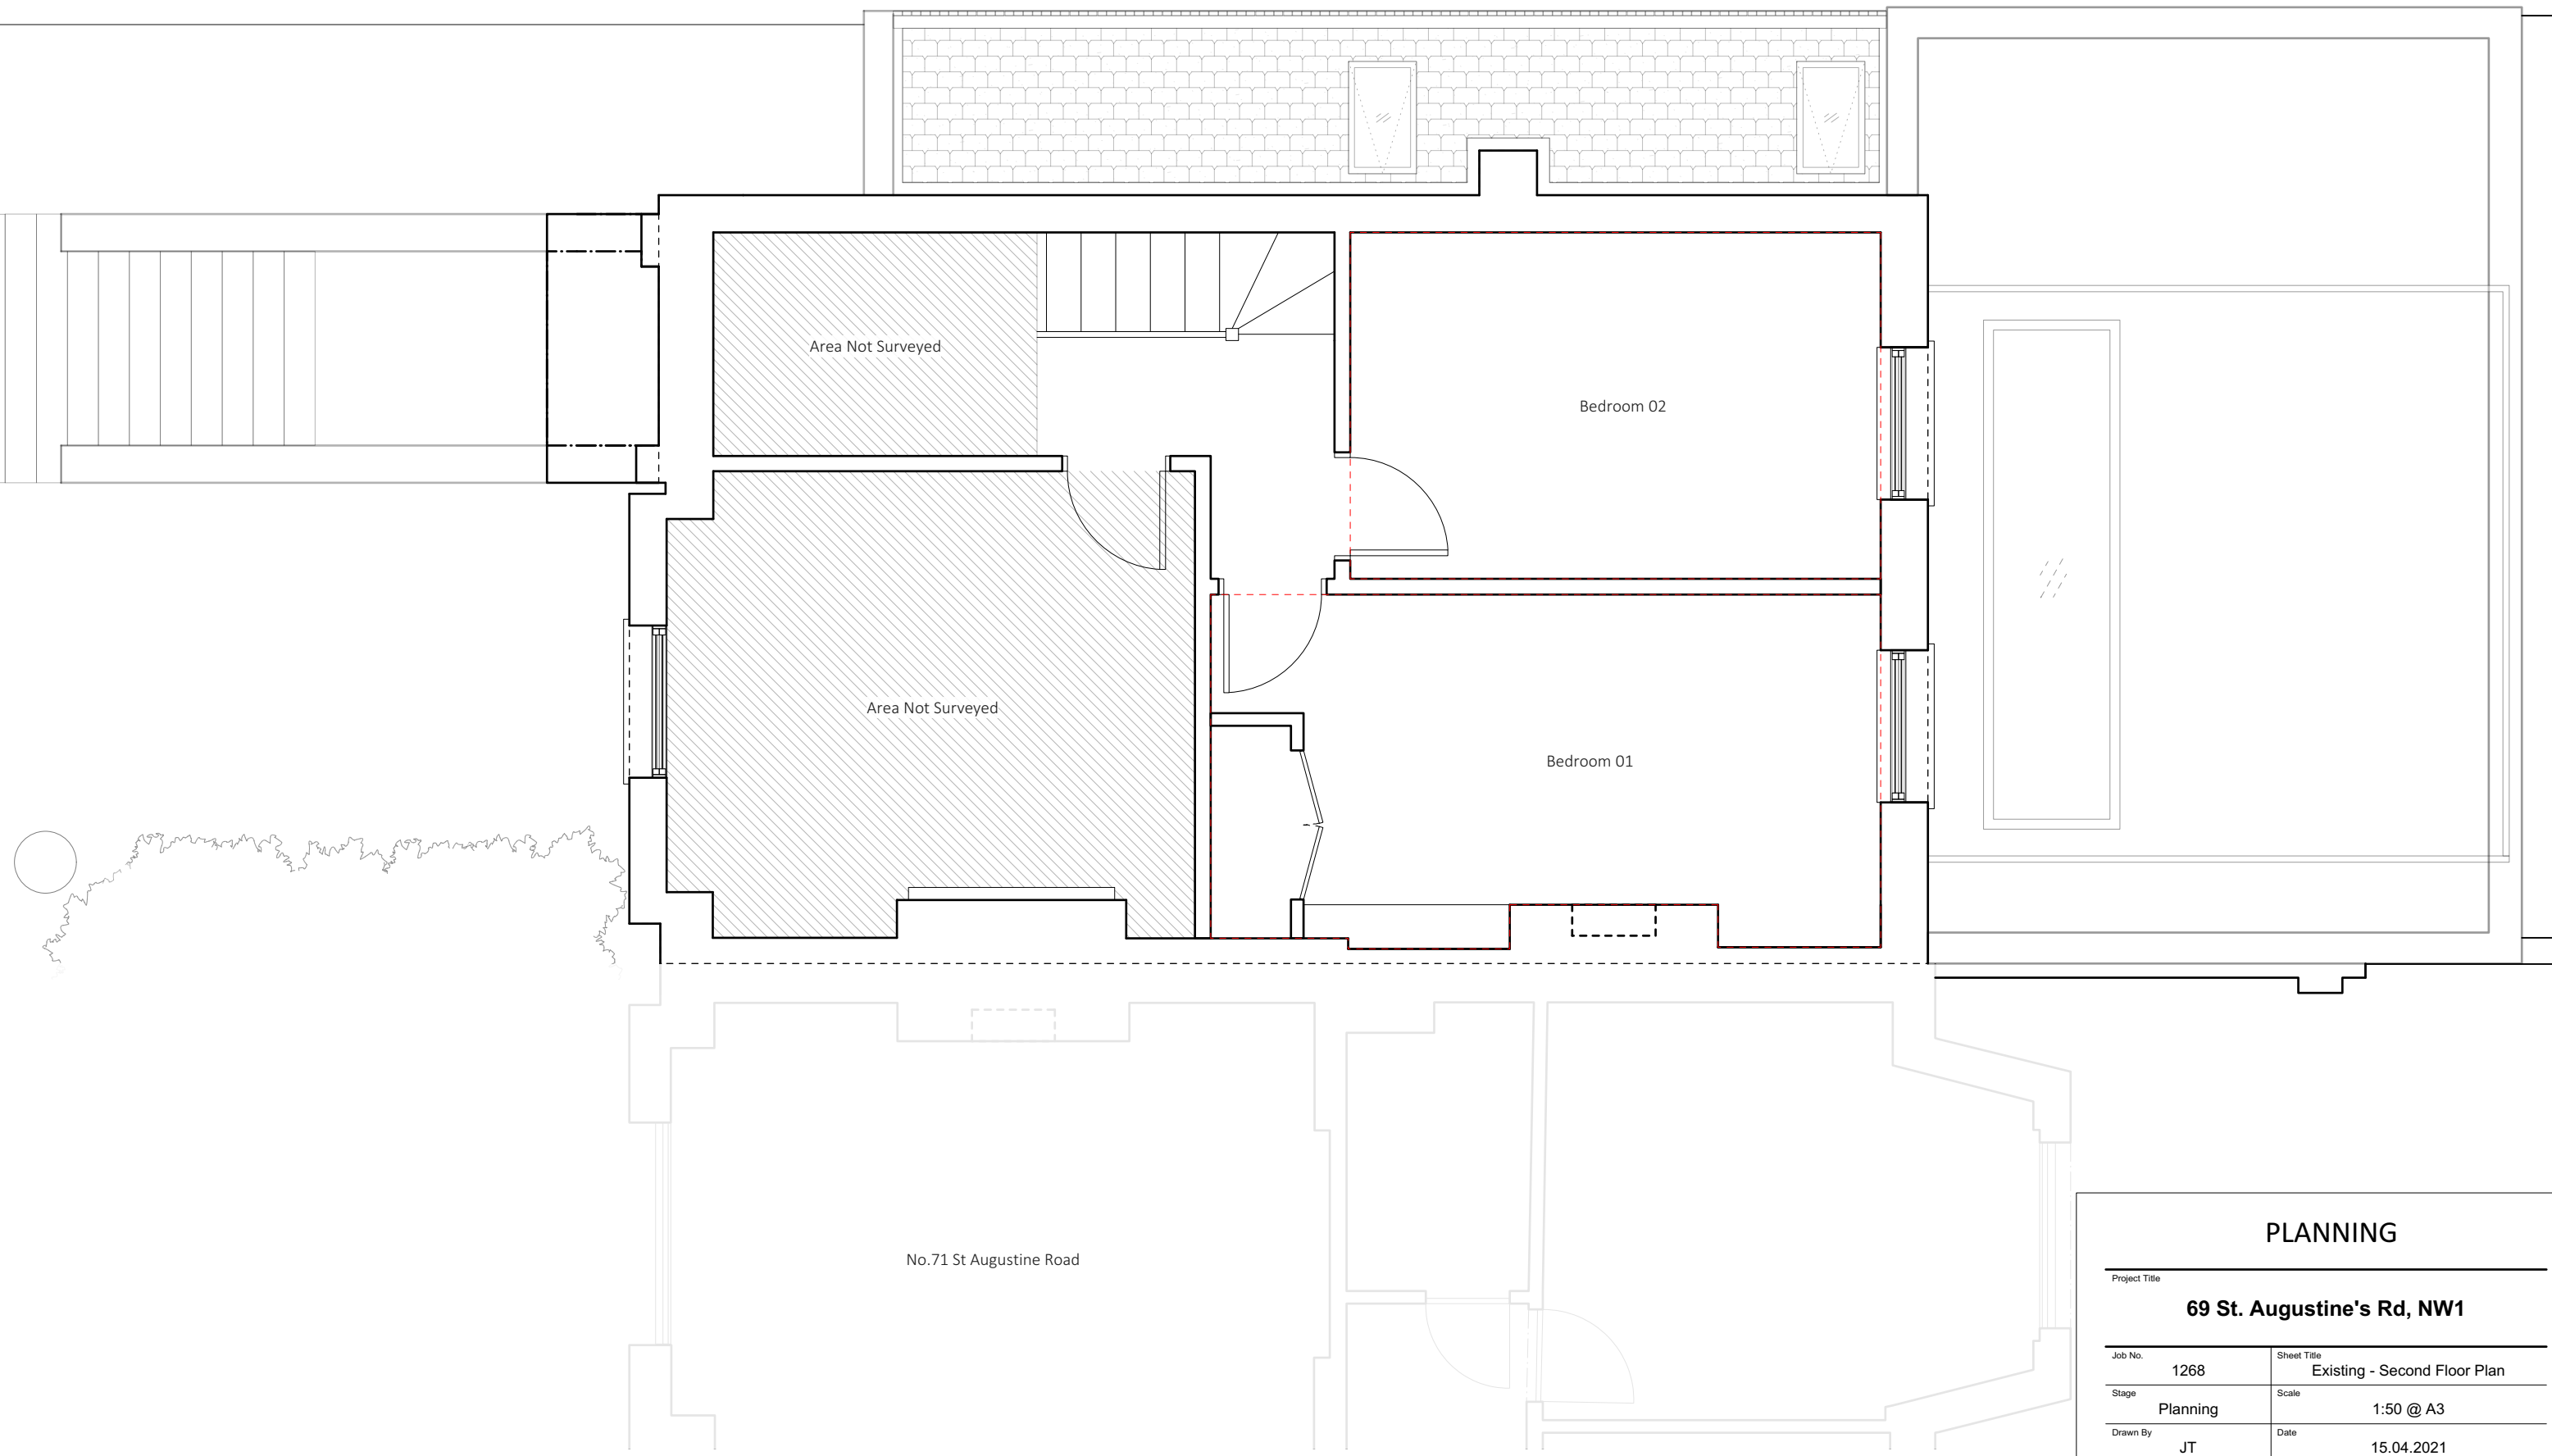 Area Not Surveyed
Bedroom 02
Area Not Surveyed
Bedroom 01
No.71 St Augustine Road
PLANNING
Project Title
69 St. Augustine's Rd, NW1
Job No.
1268
Sheet Title
Existing - Second Floor Plan
Stage
Planning
Scale
1:50 @ A3
Drawn By
JT
Date
15.04.2021